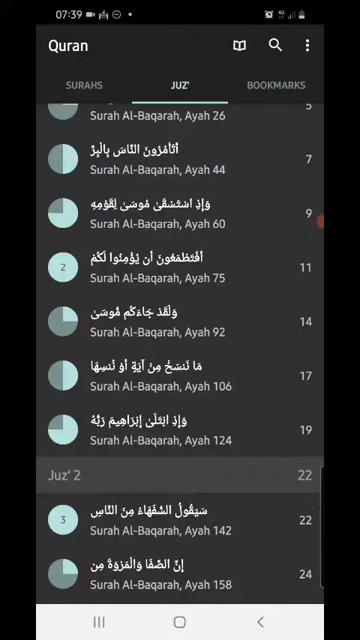 07:39
Quran
SURAHS JUZ' BOOKMARKS
5
Surah Al-Baqarah, Ayah 26
أَتَأْمُرُونَ النَّاسَ بِالْبِرِّ 7
Surah Al-Baqarah, Ayah 44
وَإِذِ اسْتَسْقَىٰ مُوسَىٰ لِقَوْمِهِ 9
Surah Al-Baqarah, Ayah 60
2 أَفَتَطْمَعُونَ أَن يُؤْمِنُوا لَكُمْ 11
Surah Al-Baqarah, Ayah 75
وَلَقَدْ جَاءَكُم مُّوسَىٰ 14
Surah Al-Baqarah, Ayah 92
مَا نَنسَخْ مِنْ آيَةٍ أَوْ نُنسِهَا 17
Surah Al-Baqarah, Ayah 106
وَإِذِ ابْتَلَىٰ إِبْرَاهِيمَ رَبُّهُ 19
Surah Al-Baqarah, Ayah 124
Juz' 2 22
3 سَيَقُولُ السُّفَهَاءُ مِنَ النَّاسِ 22
Surah Al-Baqarah, Ayah 142
إِنَّ الصَّفَا وَالْمَرْوَةَ مِن 24
Surah Al-Baqarah, Ayah 158